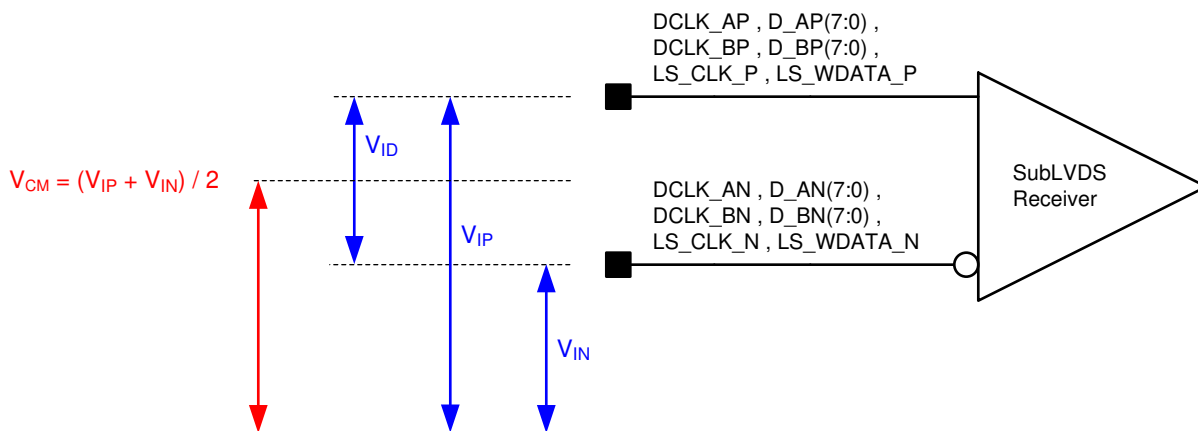 DCLK_AP , D_AP(7:0) ,
DCLK_BP , D_BP(7:0) ,
LS_CLK_P , LS_WDATA_P
VID
VCM = (VIP + VIN) / 2
SubLVDS
Receiver
DCLK_AN , D_AN(7:0) ,
DCLK_BN , D_BN(7:0) ,
LS_CLK_N , LS_WDATA_N
VIP
VIN